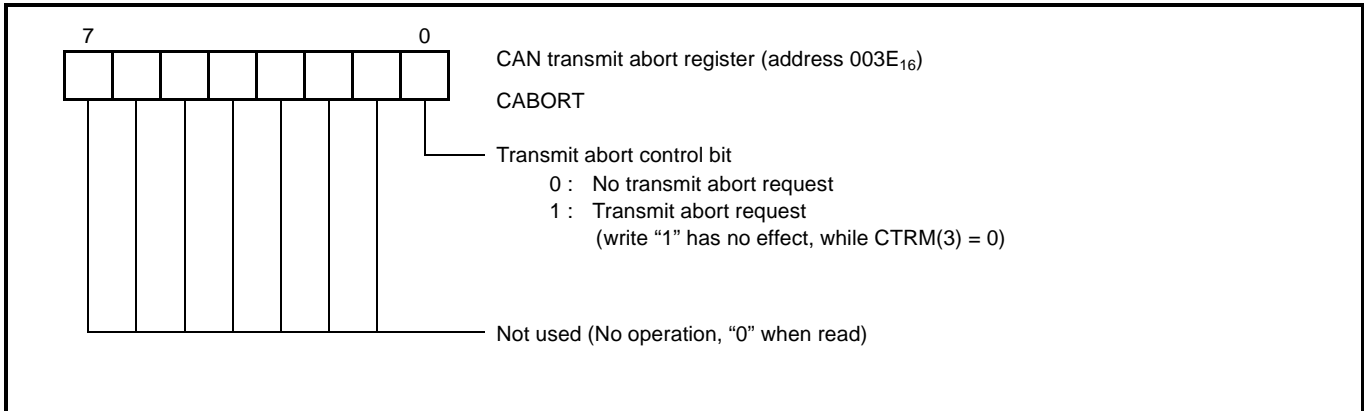 7 0
CAN transmit abort register (address 003E₁₆)
CABORT
Transmit abort control bit
0 : No transmit abort request
1 : Transmit abort request
(write “1” has no effect, while CTRM(3) = 0)
Not used (No operation, “0” when read)